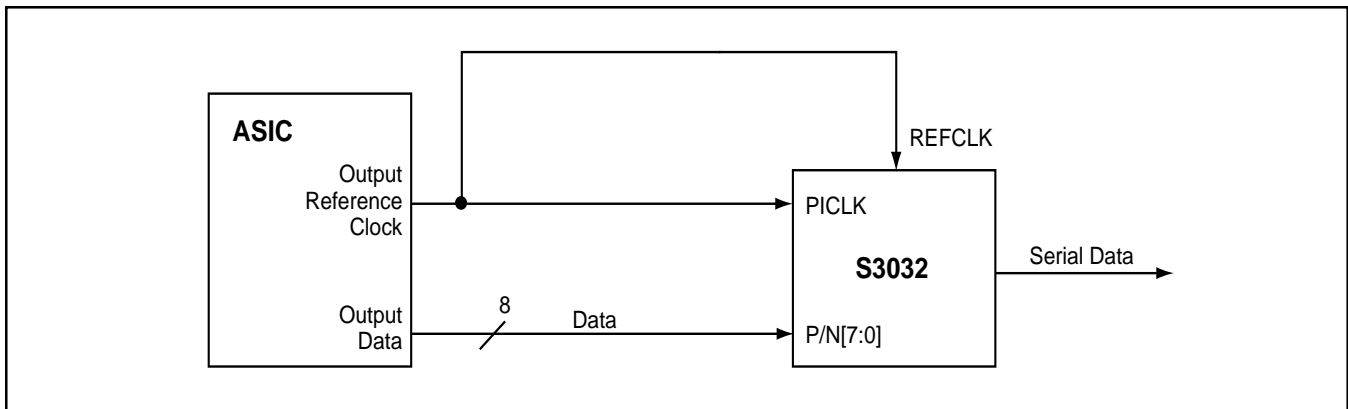 ASIC
REFCLK
Output
Reference
Clock
PICLK
S3032
Serial Data
Output
Data
8
Data
P/N[7:0]